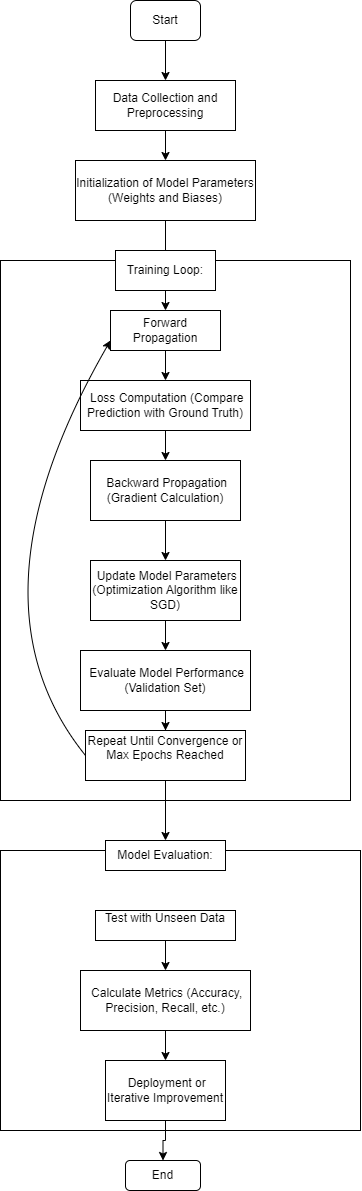 Start
Data Collection and
Preprocessing
Initialization of Model Parameters
(Weights and Biases)
Training Loop:
Forward
Propagation
Loss Computation (Compare
Prediction with Ground Truth)
Backward Propagation
(Gradient Calculation)
Update Model Parameters
(Optimization Algorithm like
SGD)
Evaluate Model Performance
(Validation Set)
Repeat Until Convergence or
Max Epochs Reached
Model Evaluation:
Test with Unseen Data
Calculate Metrics (Accuracy,
Precision, Recall, etc.)
Deployment or
Iterative Improvement
End